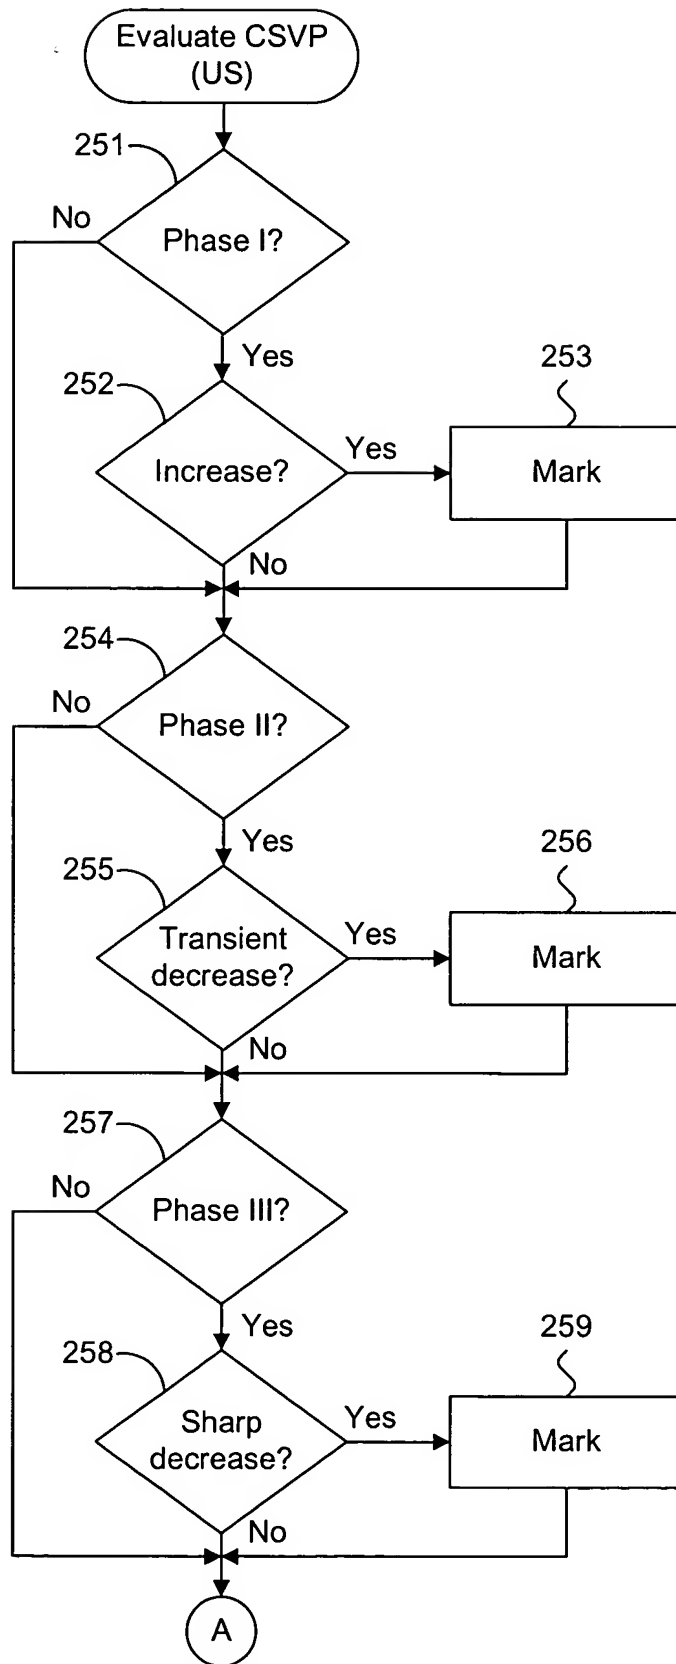 Evaluate CSVP
(US)
251
No
Phase I?
Yes
252
253
Increase?
Yes
Mark
No
254
No
Phase II?
Yes
255
256
Transient
decrease?
Yes
Mark
No
257
No
Phase III?
Yes
258
259
Sharp
decrease?
Yes
Mark
No
A